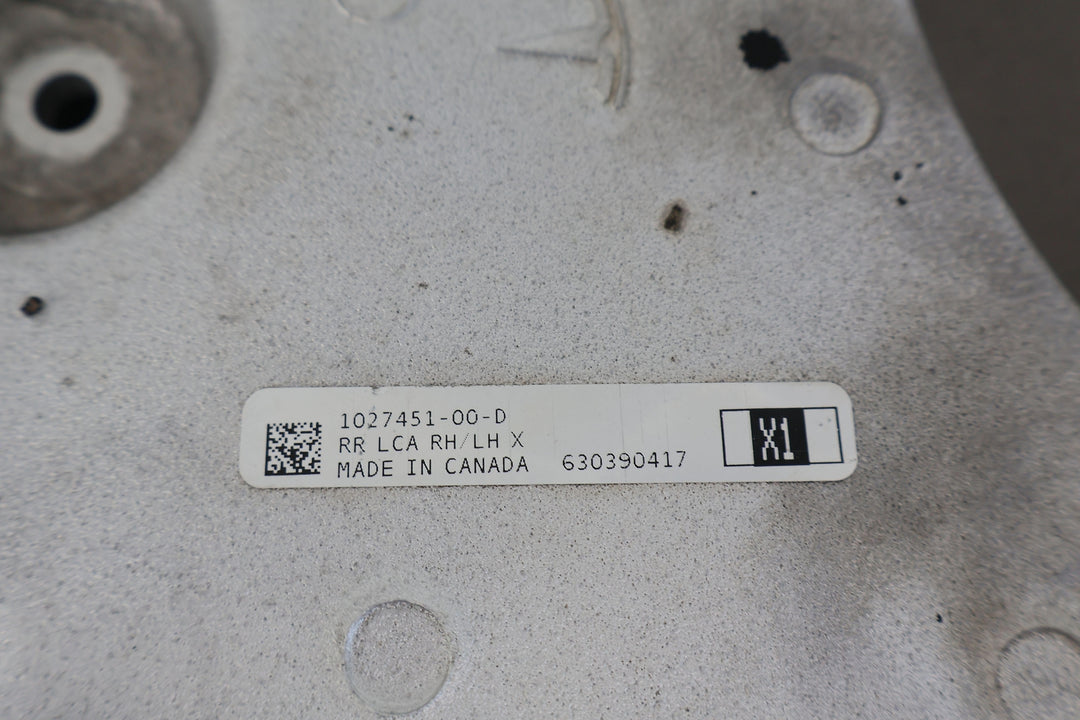 1027451-00-D
RR LCA RH/LH X
MADE IN CANADA 630390417
X1